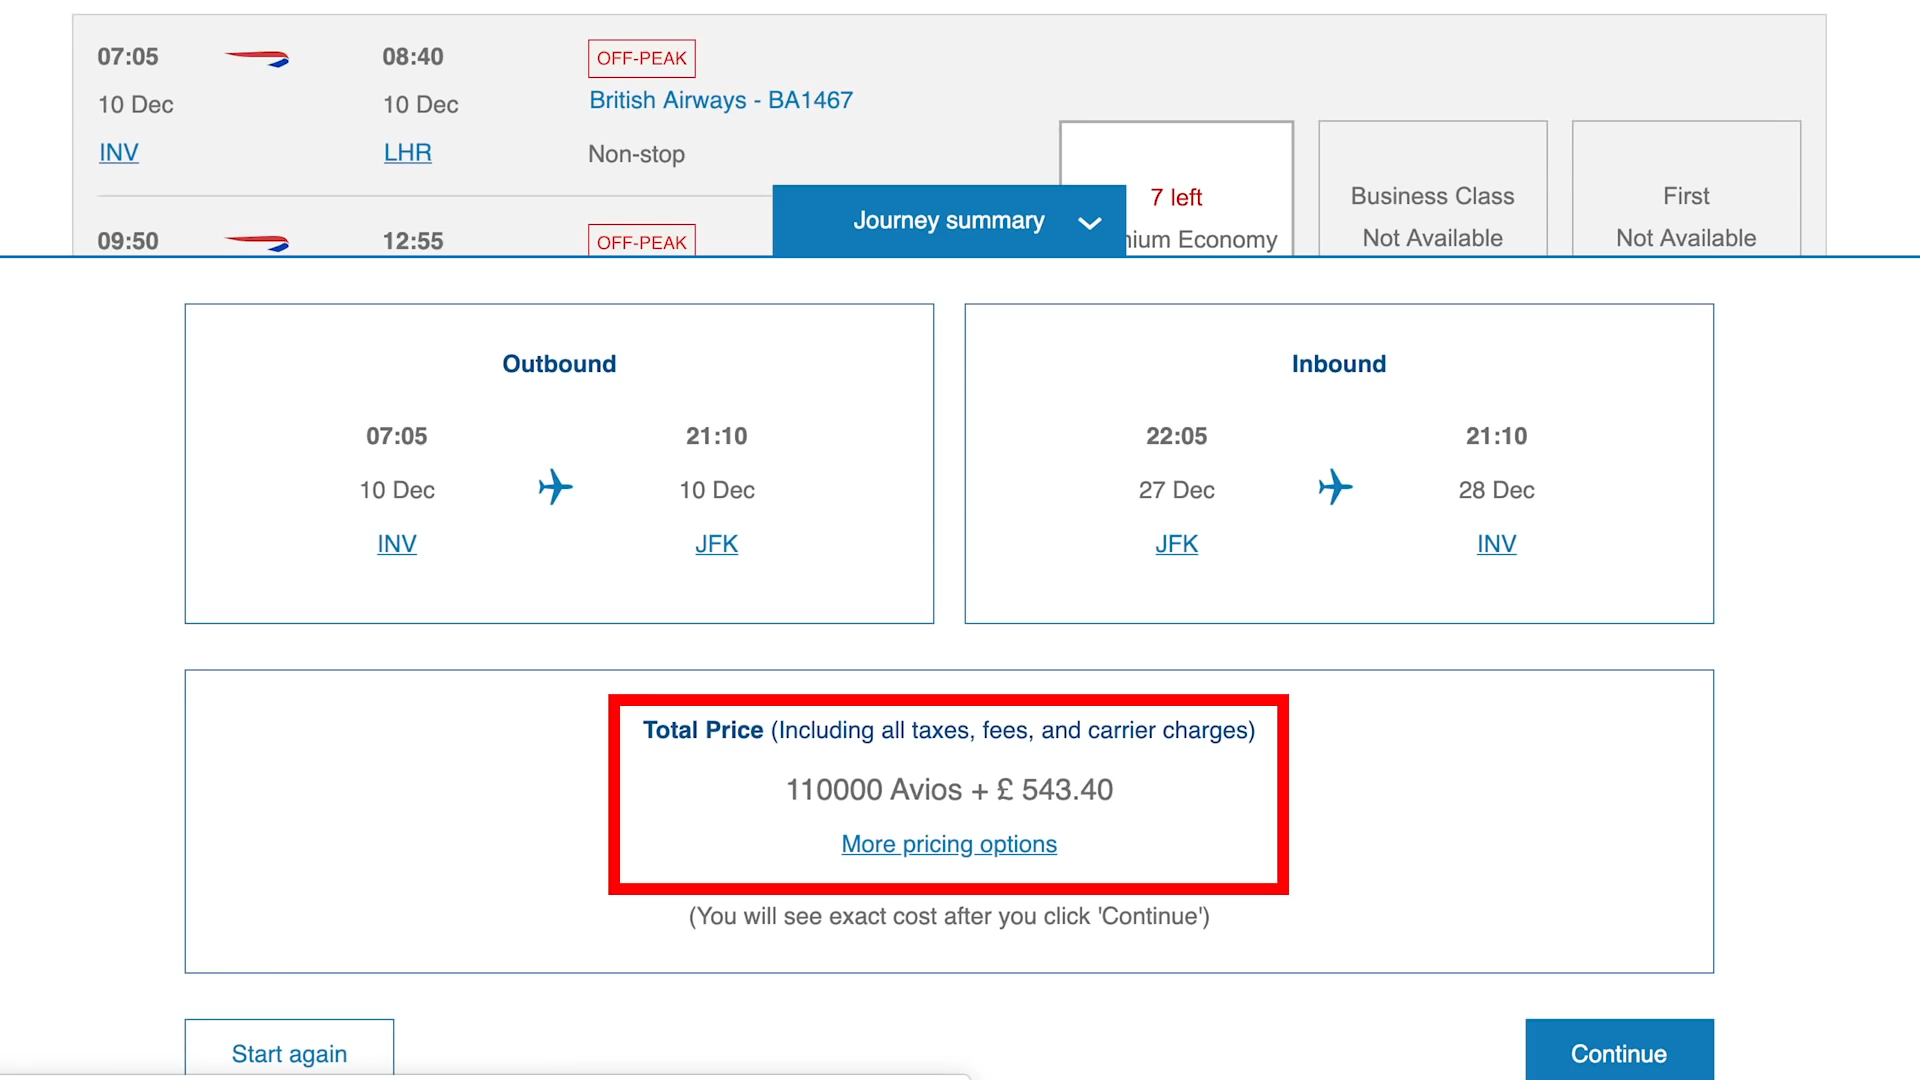 07:05
08:40
OFF-PEAK
10 Dec
10 Dec
British Airways - BA1467
INV
LHR
Non-stop
7 left
Business Class
Not Available
First
Not Available
09:50
12:55
OFF-PEAK
Journey summary
Economy
Outbound
07:05
21:10
10 Dec
10 Dec
INV
JFK
Inbound
22:05
21:10
27 Dec
28 Dec
JFK
INV
Total Price (Including all taxes, fees, and carrier charges)
110000 Avios + £ 543.40
More pricing options
(You will see exact cost after you click 'Continue')
Start again
Continue